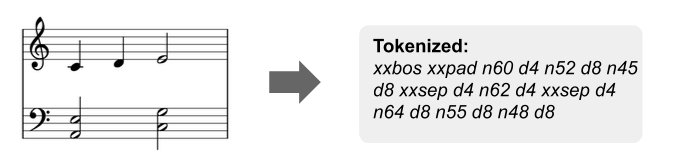 Tokenized:
xxbos xxpad n60 d4 n52 d8 n45
d8 xxsep d4 n62 d4 xxsep d4
n64 d8 n55 d8 n48 d8